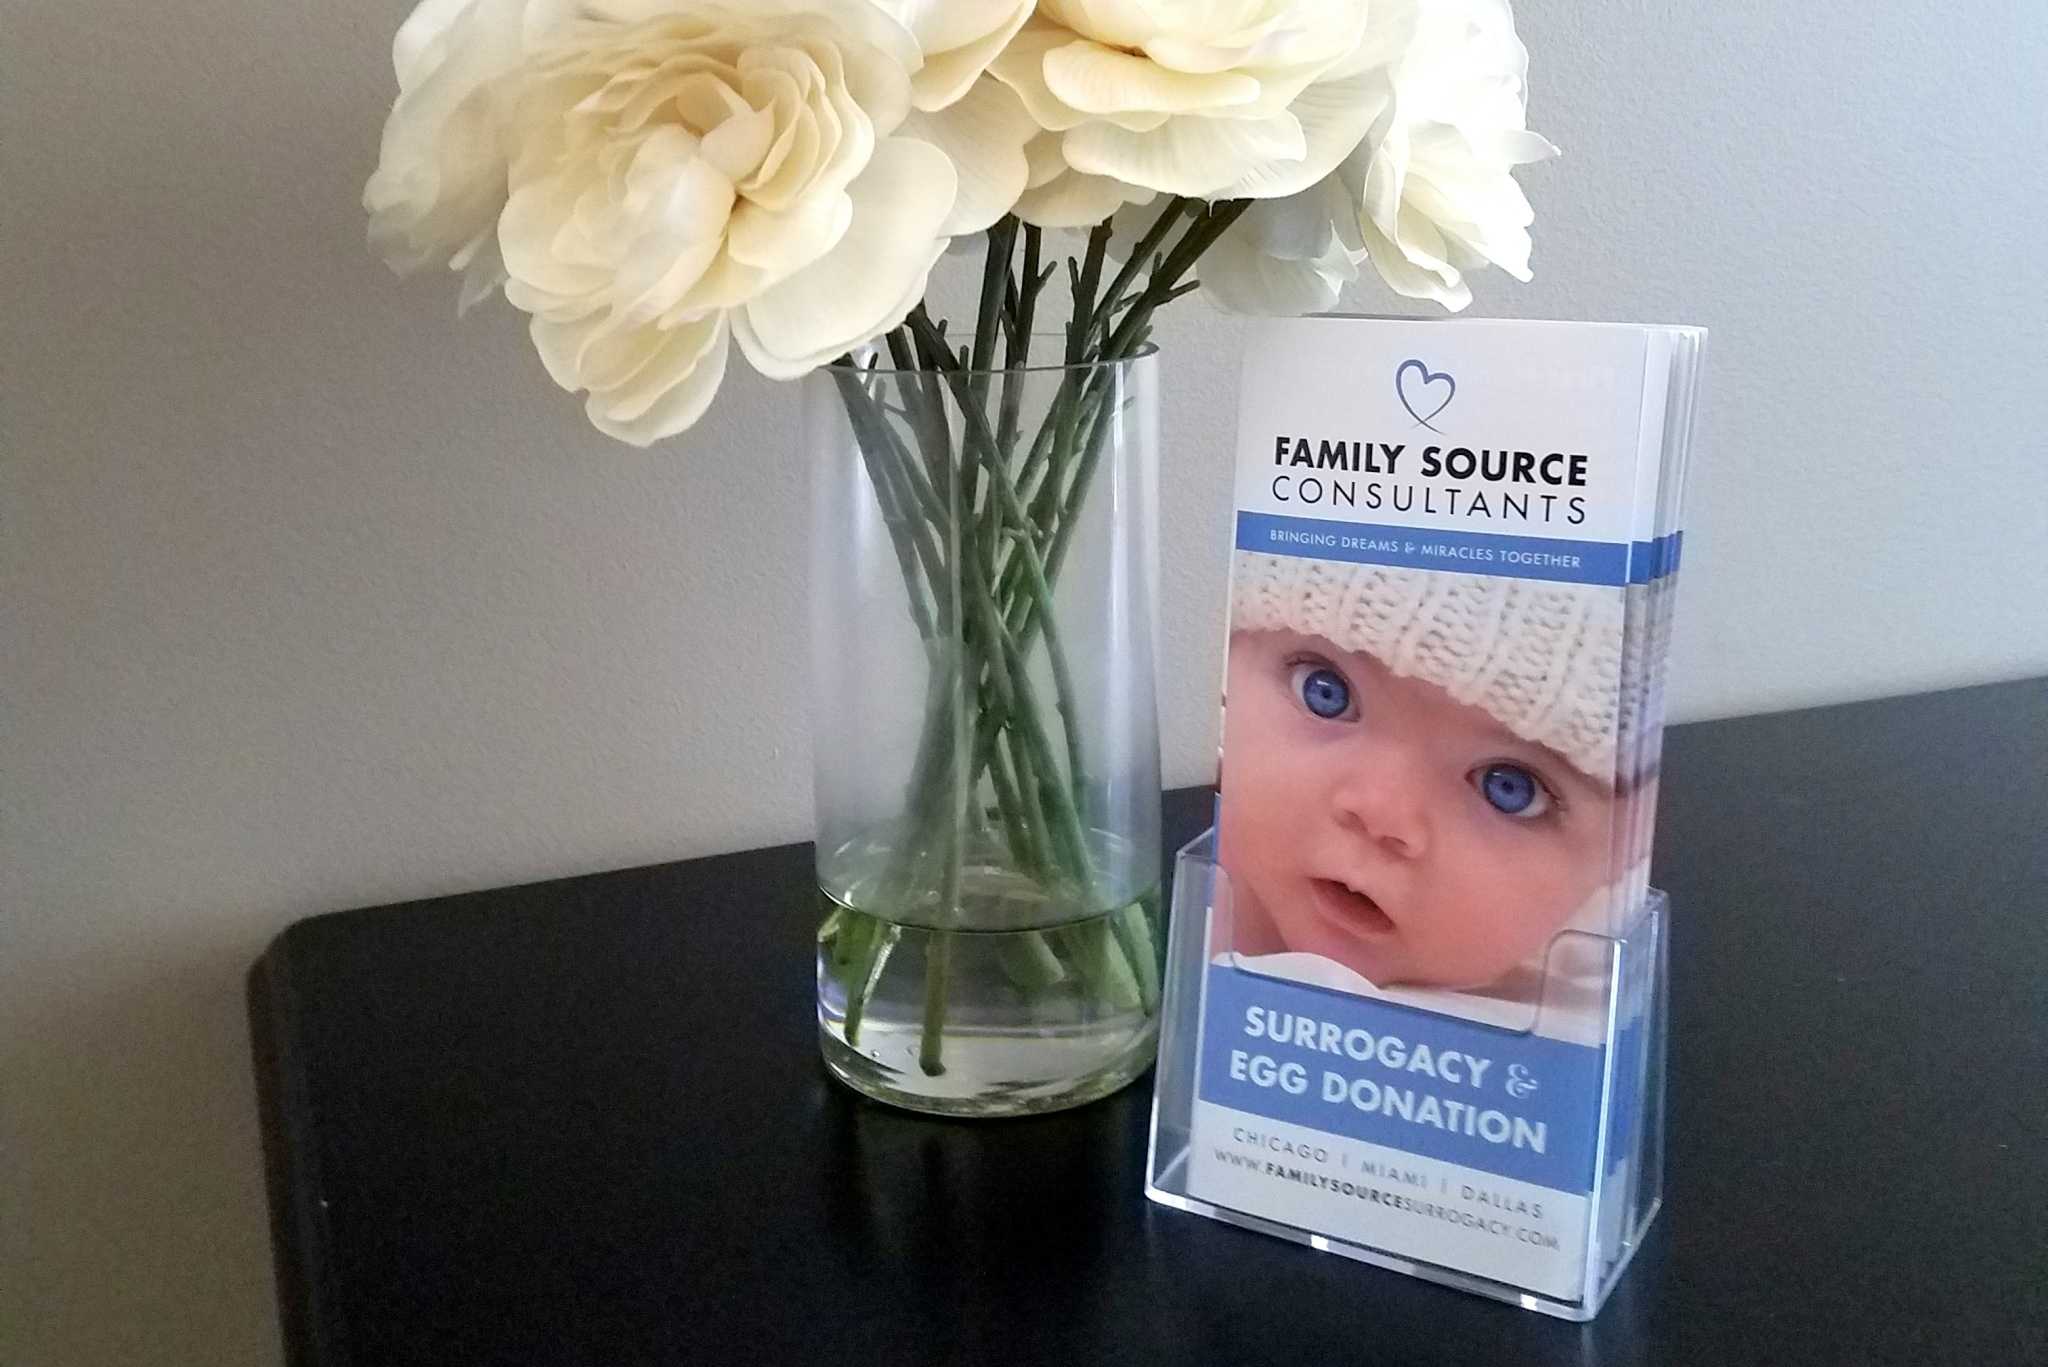 FAMILY SOURCE
CONSULTANTS
BRINGING DREAMS & MIRACLES TOGETHER
SURROGACY &
EGG DONATION
CHICAGO | MIAMI | DALLAS
WWW.FAMILYSOURCESURROGACY.COM